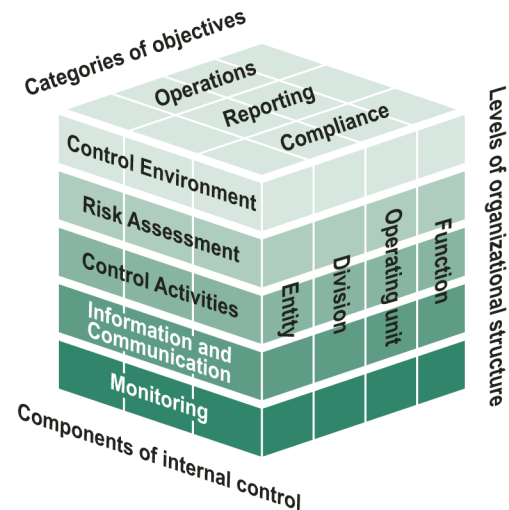 Categories of objectives
Operations
Reporting
Compliance
Control Environment
Risk Assessment
Control Activities
Information and
Communication
Monitoring
Entity
Division
Operating unit
Function
Levels of organizational structure
Components of internal control